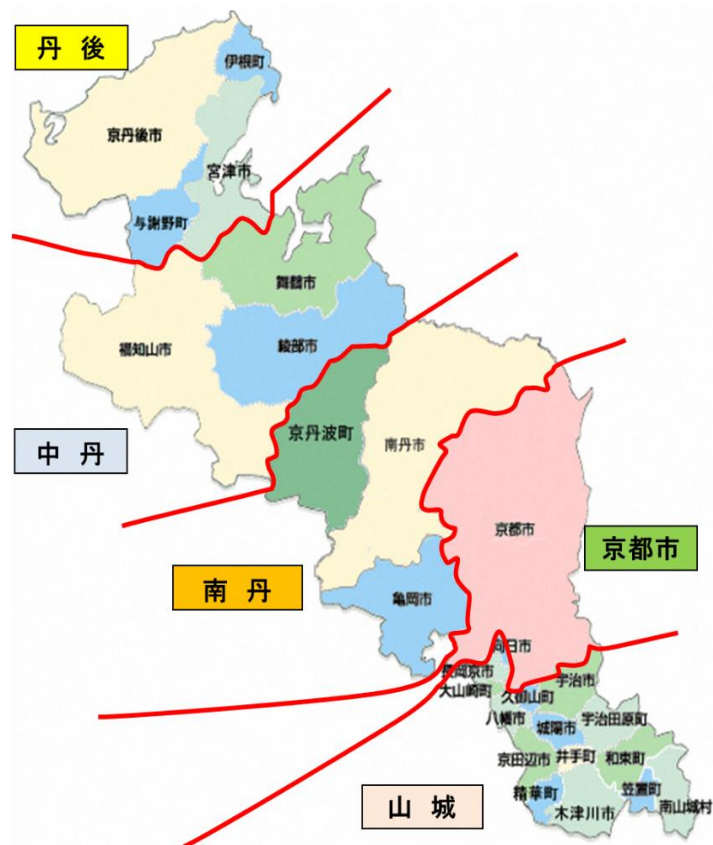 丹 後
伊根町
京丹後市
宮津市
与謝野町
舞鶴市
綾部市
福知山市
京丹波町
南丹市
中 丹
京都市
京都市
南 丹
亀岡市
向日市
長岡京市
大山崎町
宇治市
久御山町
八幡市
宇治田原町
城陽市
京田辺市
井手町
和束町
精華町
笠置町
南山城村
木津川市
山 城